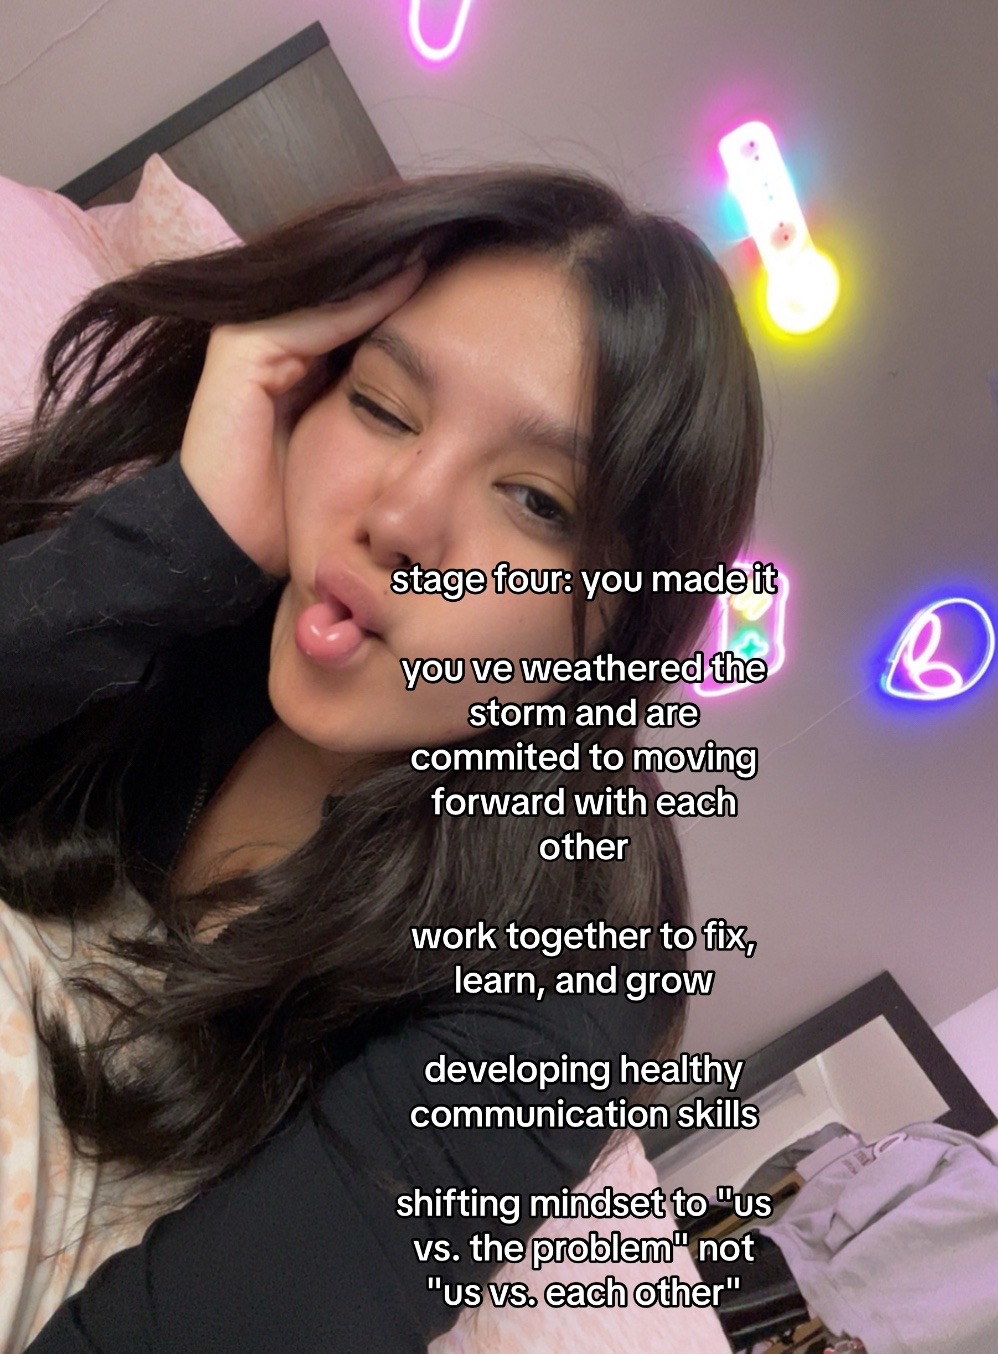 stage four: you made it
you ve weathered the
storm and are
commited to moving
forward with each
other
work together to fix,
learn, and grow
developing healthy
communication skills
shifting mindset to "us
vs. the problem" not
"us vs. each other"